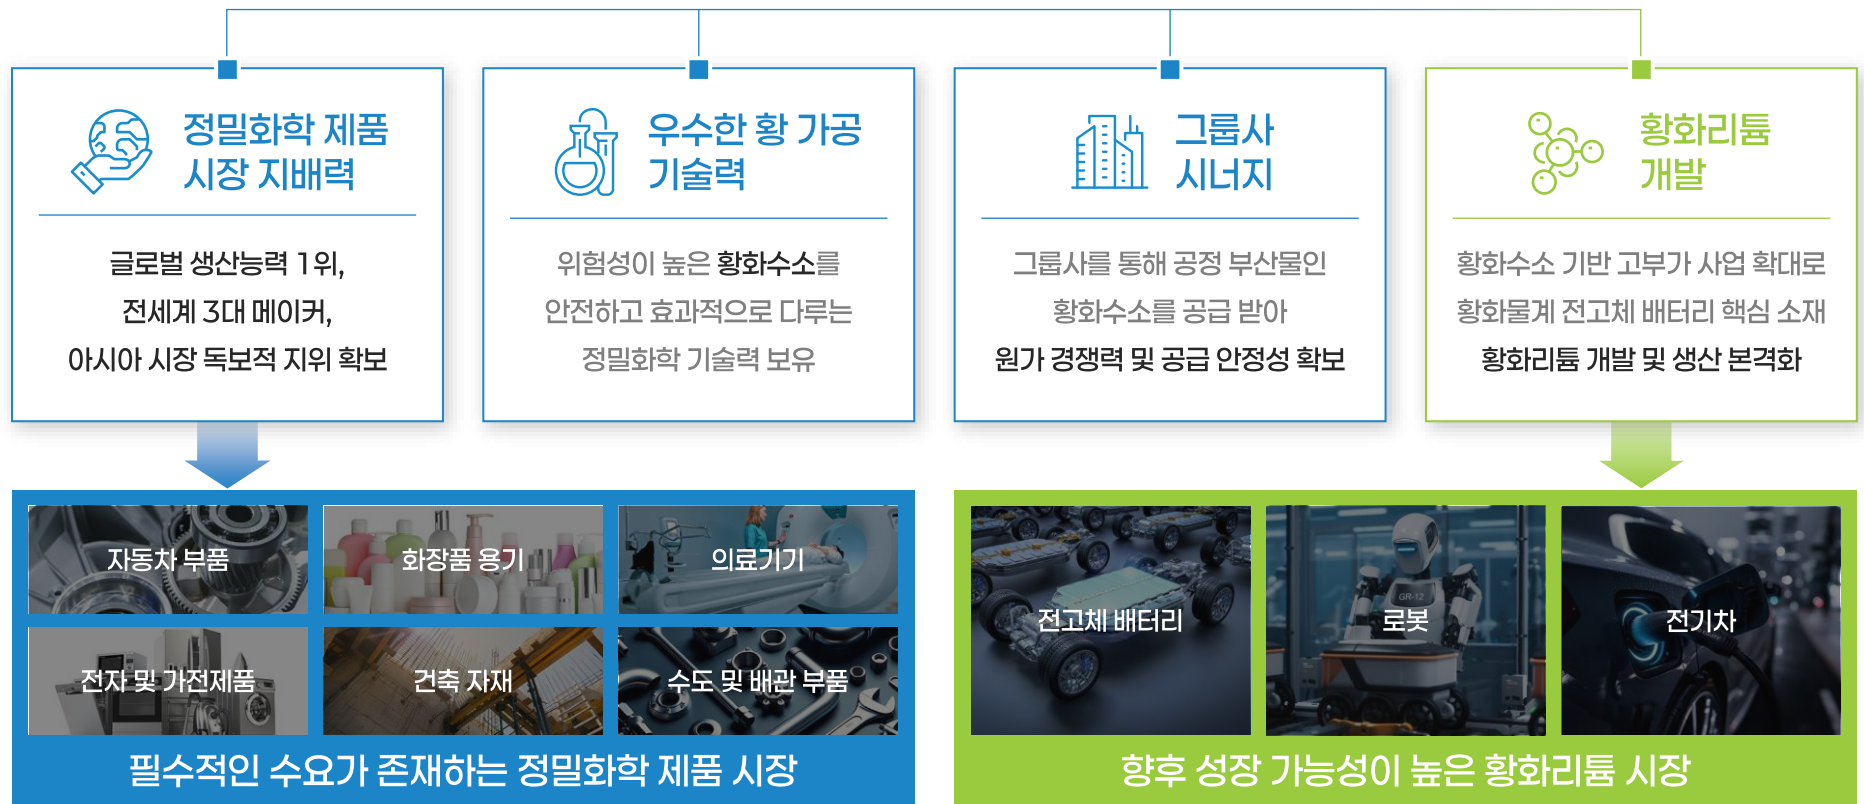 정밀화학 제품
시장 지배력
글로벌 생산능력 1위,
전세계 3대 메이커,
아시아 시장 독보적 지위 확보
우수한 황 가공
기술력
위험성이 높은 황화수소를
안전하고 효과적으로 다루는
정밀화학 기술력 보유
그룹사
시너지
그룹사를 통해 공정 부산물인
황화수소를 공급 받아
원가 경쟁력 및 공급 안정성 확보
황화리튬
개발
황화수소 기반 고부가 사업 확대로
황화물계 전고체 배터리 핵심 소재
황화리튬 개발 및 생산 본격화
자동차 부품
화장품 용기
의료기기
전자 및 가전제품
건축 자재
수도 및 배관 부품
필수적인 수요가 존재하는 정밀화학 제품 시장
전고체 배터리
GR-12
로봇
전기차
향후 성장 가능성이 높은 황화리튬 시장